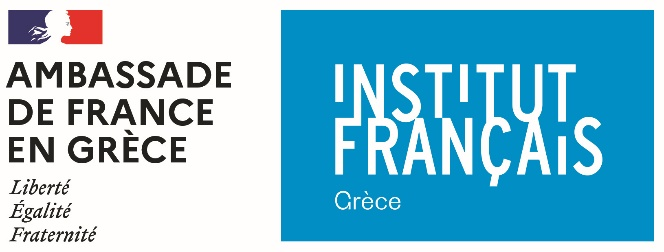 AMBASSADE
DE FRANCE
EN GRÈCE
Liberté
Égalité
Fraternité
INSTITUT
FRANÇAiS
Grèce